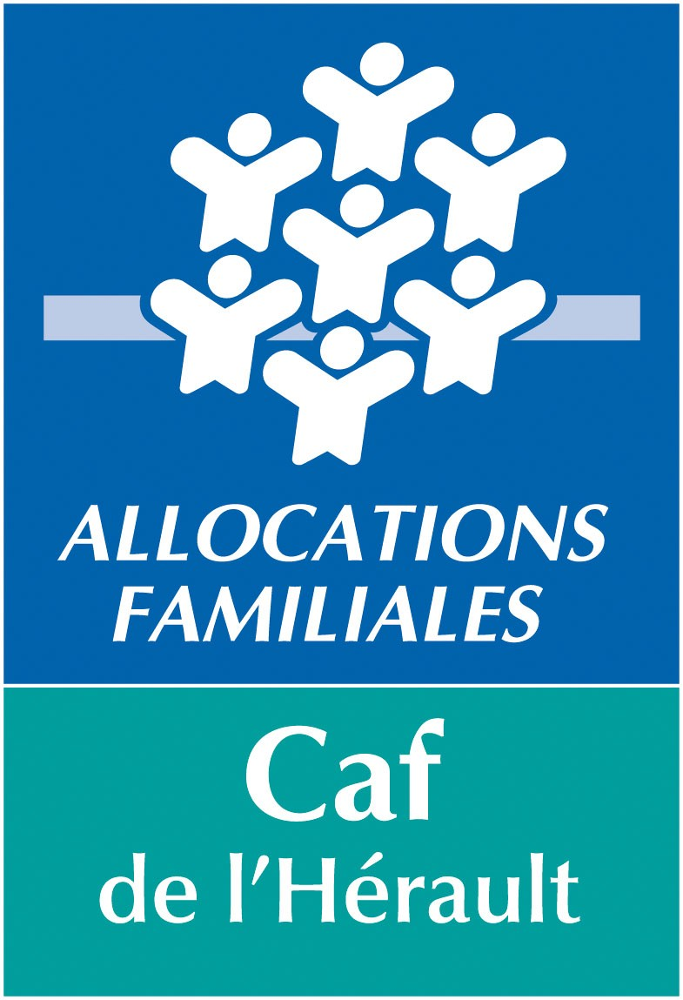 ALLOCATIONS
FAMILIALES
Caf
de l'Hérault